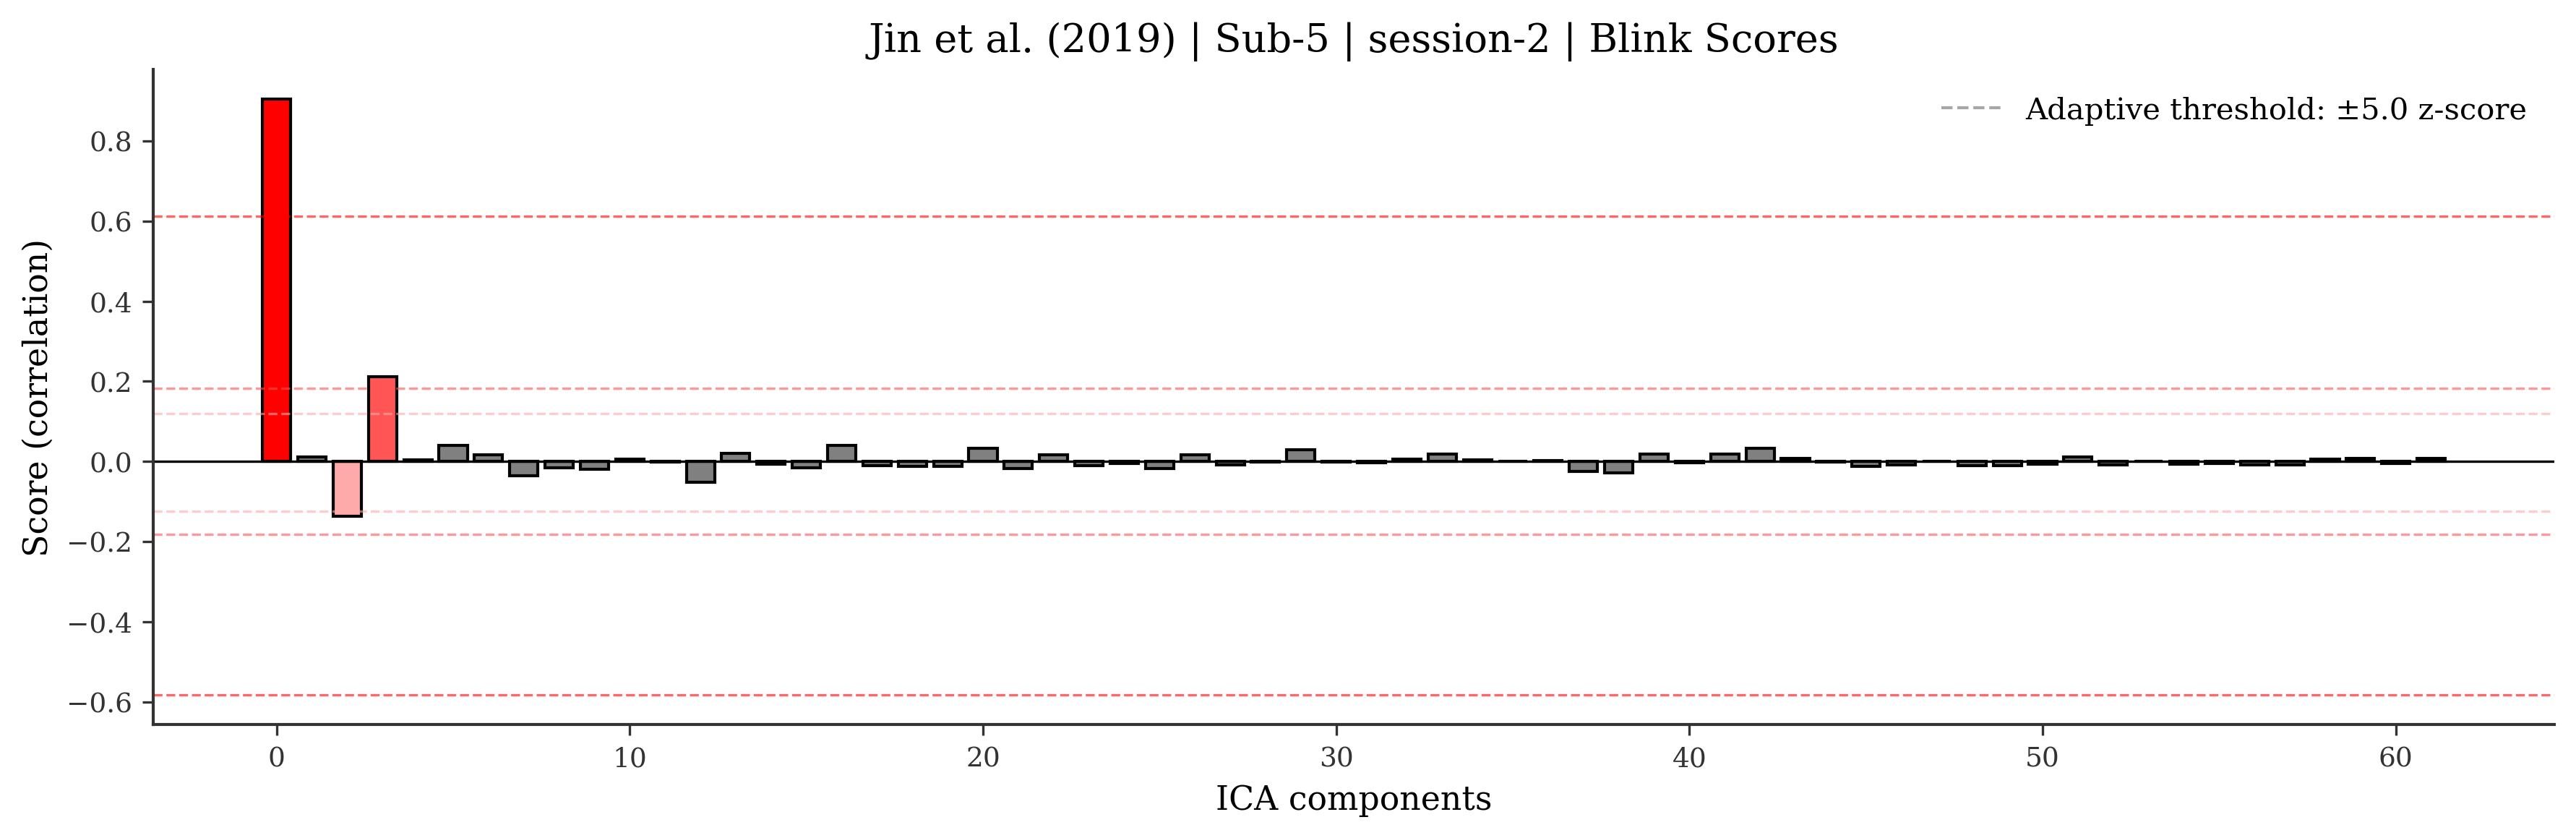 Jin et al. (2019) | Sub-5 | session-2 | Blink Scores
Adaptive threshold: ±5.0 z-score
Score (correlation)
0.8
0.6
0.4
0.2
0.0
−0.2
−0.4
−0.6
0 10 20 30 40 50 60
ICA components